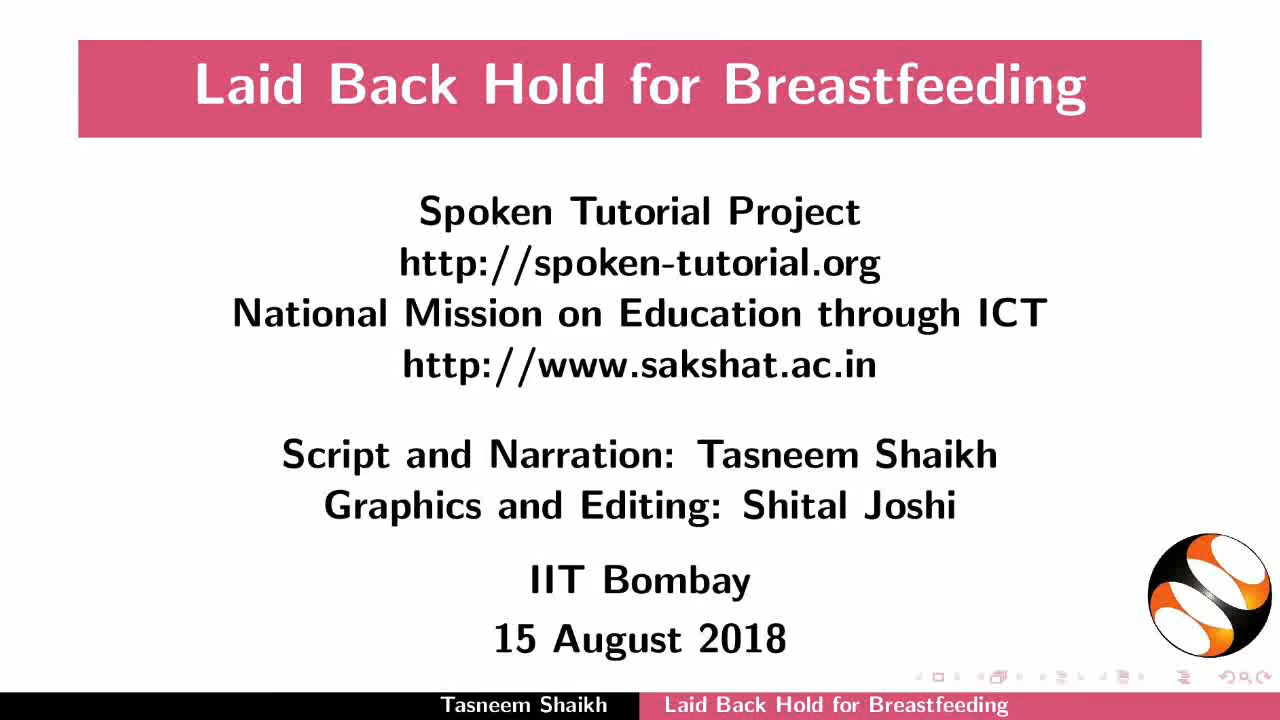 Laid Back Hold for Breastfeeding
Spoken Tutorial Project
http://spoken-tutorial.org
National Mission on Education through ICT
http://www.sakshat.ac.in
Script and Narration: Tasneem Shaikh
Graphics and Editing: Shital Joshi
IIT Bombay
15 August 2018
Tasneem Shaikh
Laid Back Hold for Breastfeeding